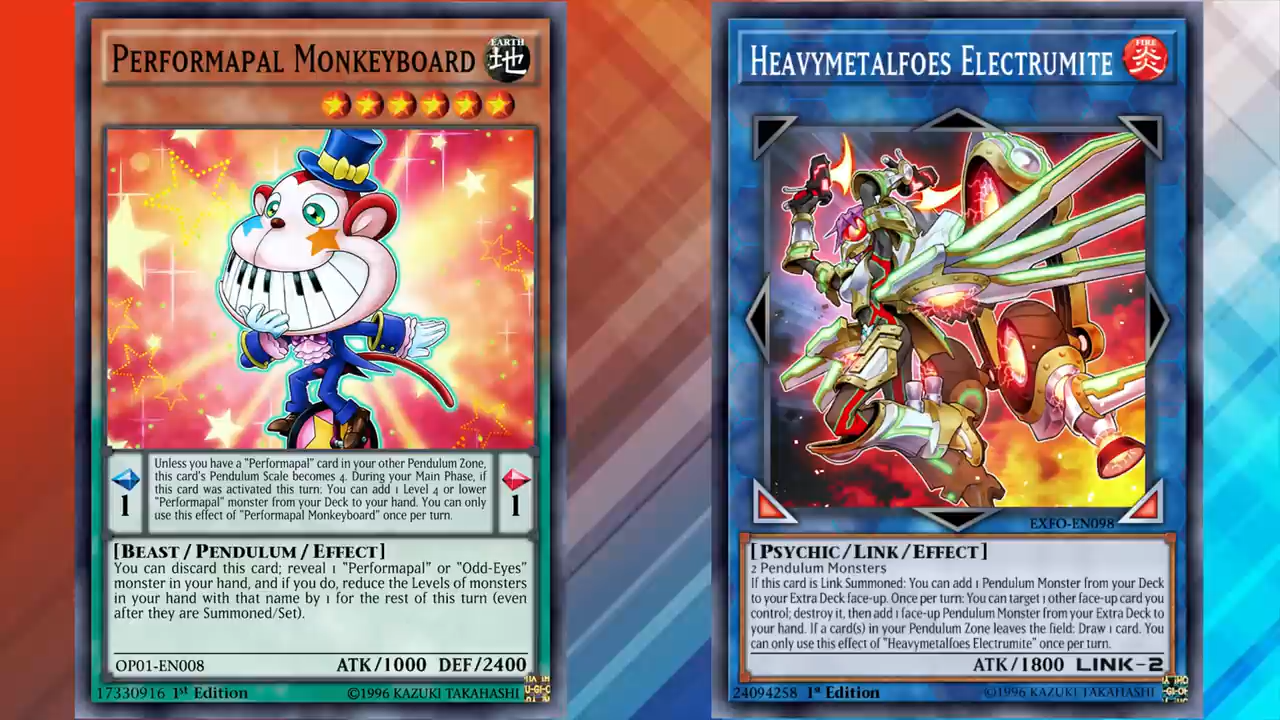 PERFORMAPAL MONKEYBOARD
EARTH
地
1
Unless you have a "Performapal" card in your other Pendulum Zone,
this card's Pendulum Scale becomes 4. During your Main Phase, if
this card was activated this turn: You can add 1 Level 4 or lower
"Performapal" monster from your Deck to your hand. You can only
use this effect of "Performapal Monkeyboard" once per turn.
1
[BEAST / PENDULUM / EFFECT]
You can discard this card; reveal 1 "Performapal" or "Odd-Eyes"
monster in your hand, and if you do, reduce the Levels of monsters
in your hand with that name by 1 for the rest of this turn (even
after they are Summoned/Set).
OP01-EN008
ATK/1000 DEF/2400
17330916 1st Edition
©1996 KAZUKI TAKAHASHI
HEAVYMETALFOES ELECTRUMITE
FIRE
炎
EXFO-EN098
[PSYCHIC/LINK/EFFECT]
2 Pendulum Monsters
If this card is Link Summoned: You can add 1 Pendulum Monster from your Deck
to your Extra Deck face-up. Once per turn: You can target 1 other face-up card you
control; destroy it, then add 1 face-up Pendulum Monster from your Extra Deck to
your hand. If a card(s) in your Pendulum Zone leaves the field: Draw 1 card. You
can only use this effect of "Heavymetalfoes Electrumite" once per turn.
ATK/1800 LINK-2
24094258 1st Edition
©1996 KAZUKI TAKAHASHI